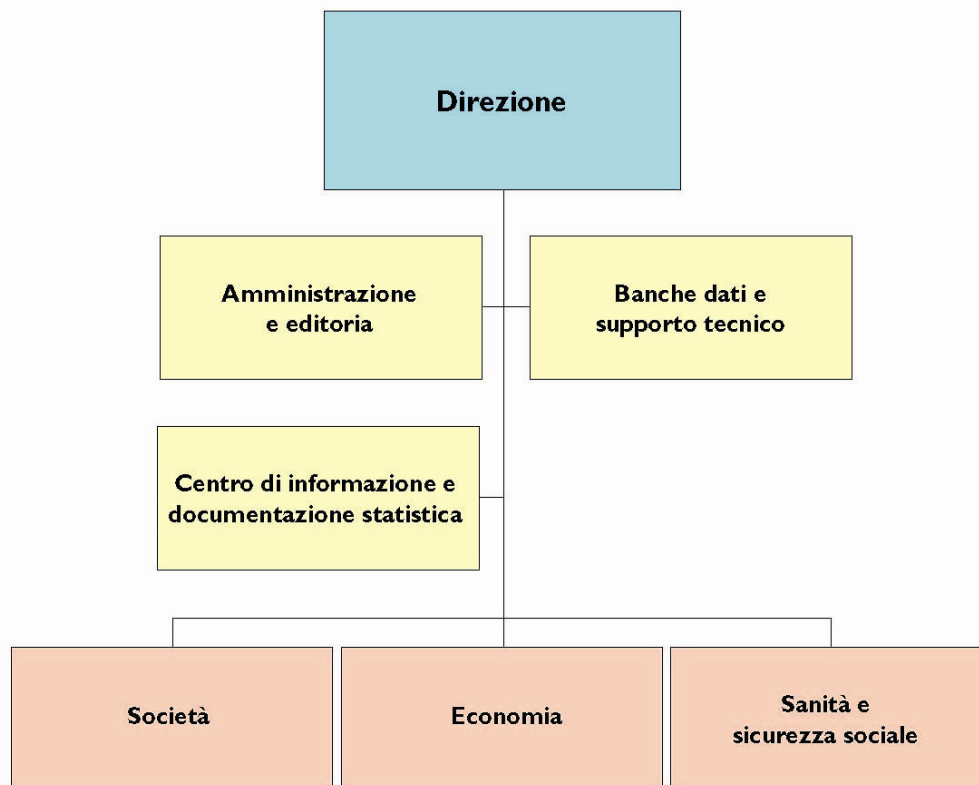 Direzione
Amministrazione
e editoria
Banche dati e
supporto tecnico
Centro di informazione e
documentazione statistica
Società
Economia
Sanità e
sicurezza sociale